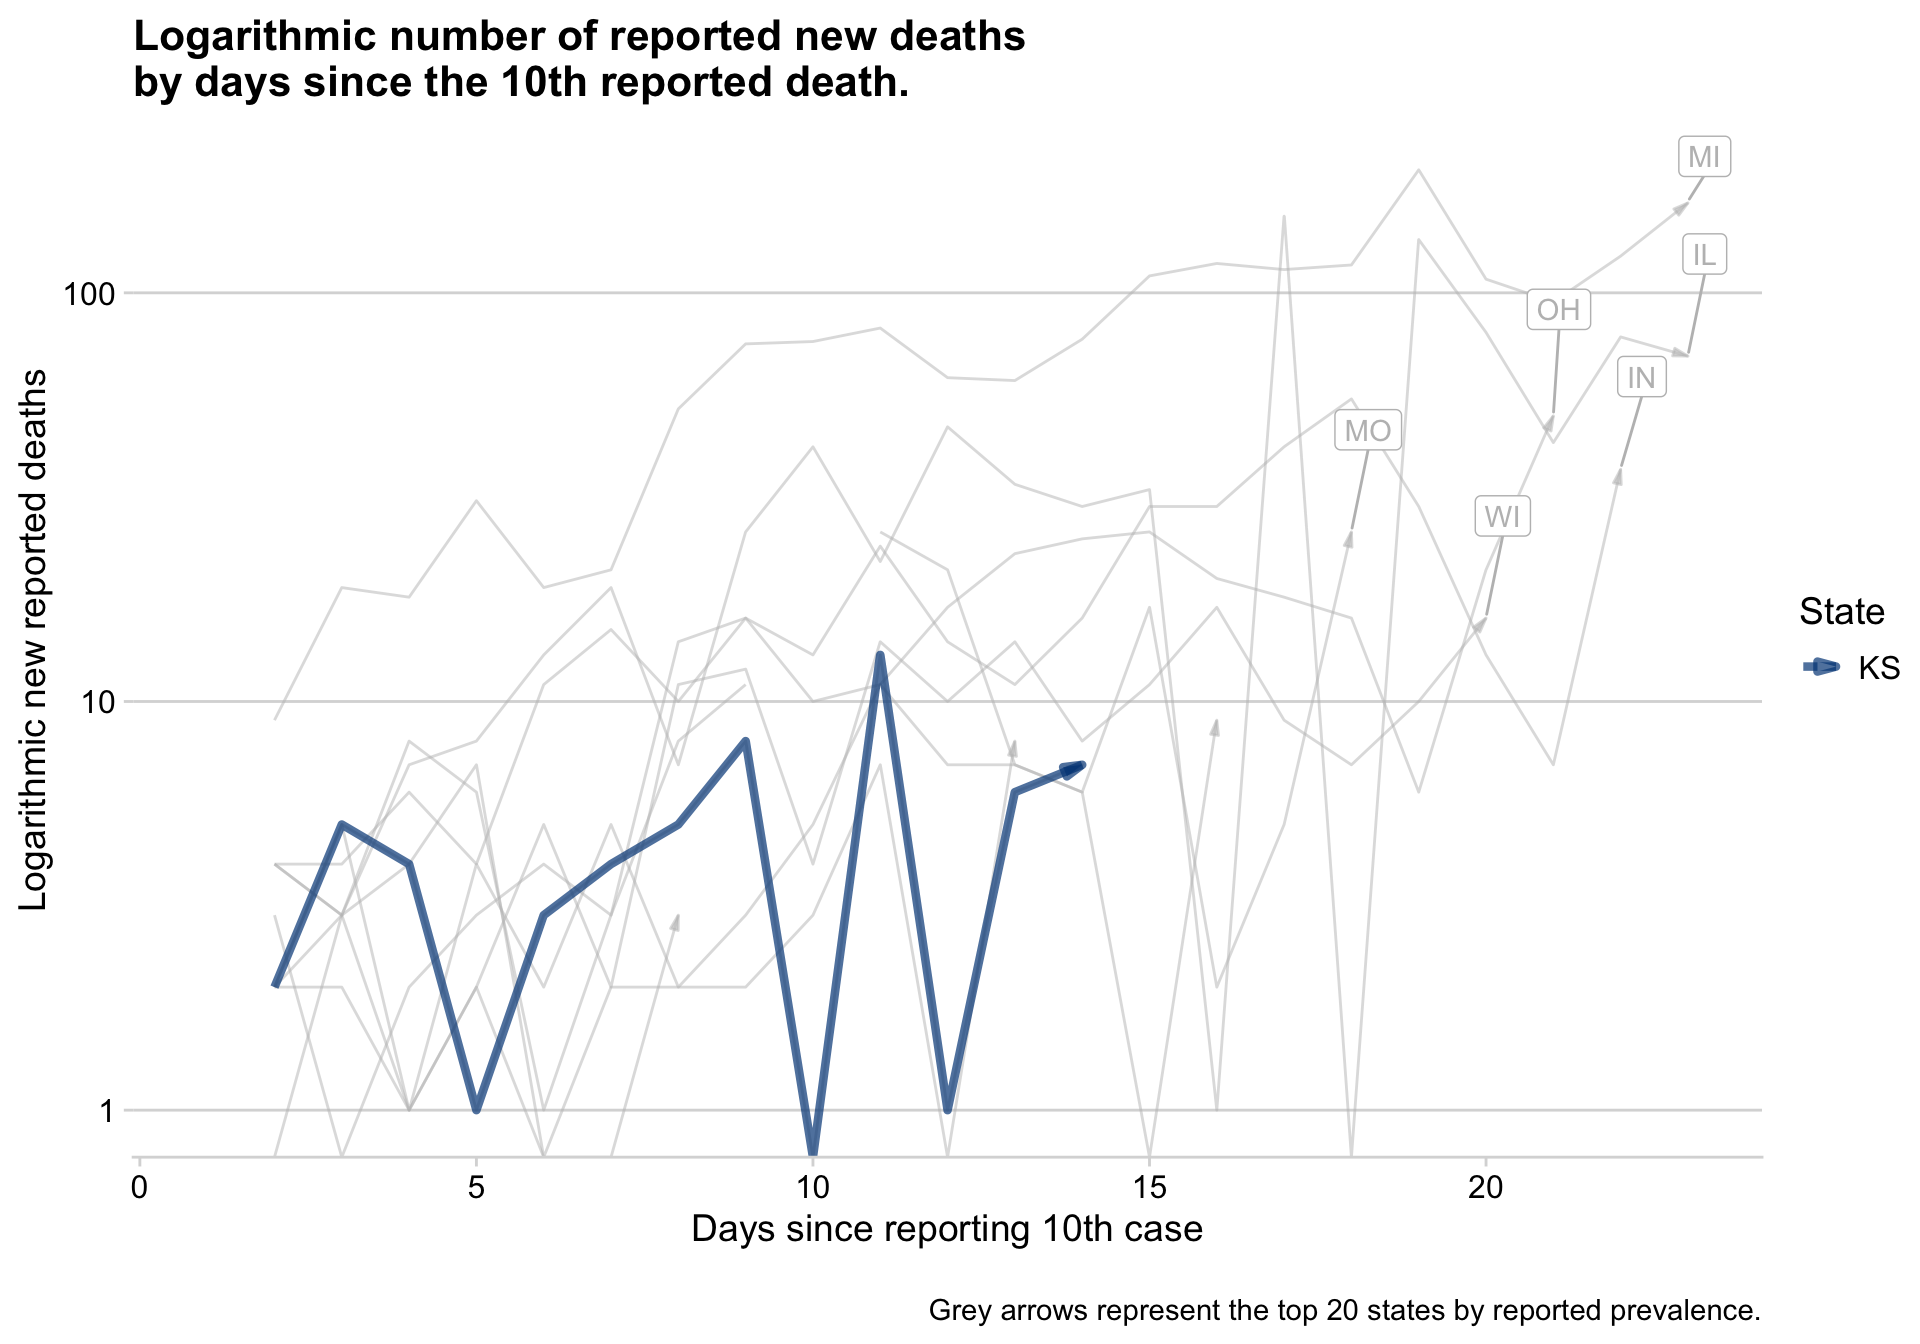 Logarithmic number of reported new deaths
by days since the 10th reported death.
MI
IL
100
OH
IN
MO
WI
Logarithmic new reported deaths
State
KS
10
1
0
5
10
15
20
Days since reporting 10th case
Grey arrows represent the top 20 states by reported prevalence.